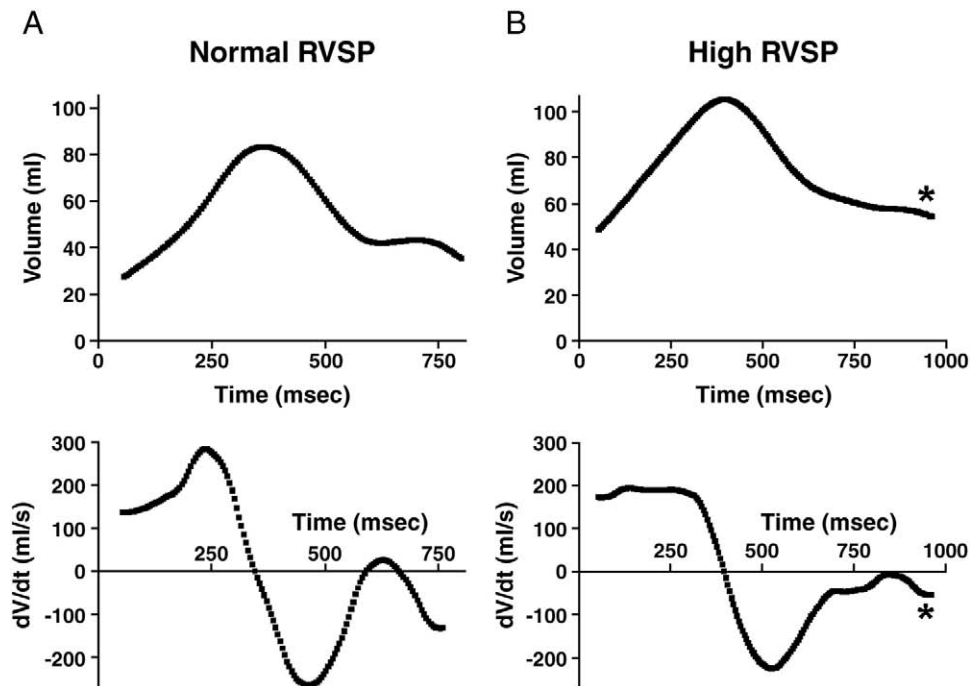 A
Normal RVSP
100
80
60
40
20
0
Volume (ml)
0 250 500 750
Time (msec)
B
High RVSP
100
80
60
40
20
0
Volume (ml)
*
0 250 500 750 1000
Time (msec)
300
200
100
0
-100
-200
dV/dt (ml/s)
Time (msec)
250 500 750
300
200
100
0
-100
-200
dV/dt (ml/s)
Time (msec)
250 500 750 1000
*